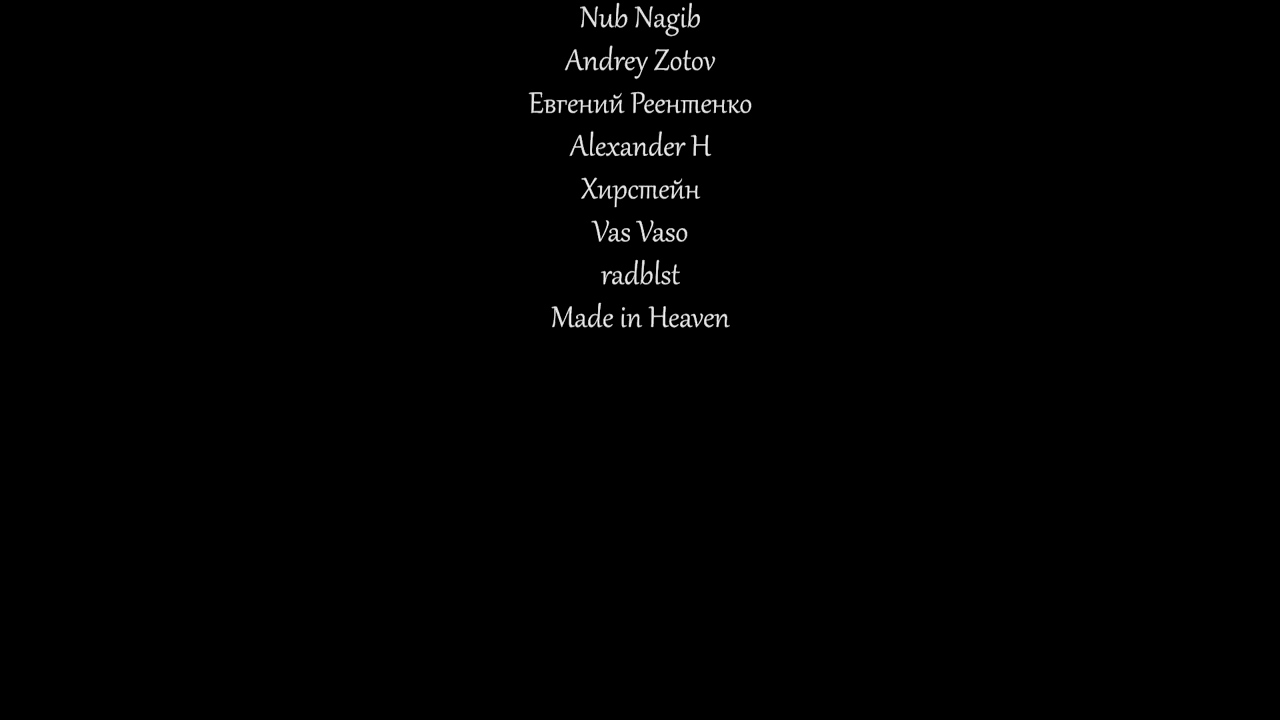 Nub Nagib
Andrey Zotov
Евгений Реентенко
Alexander H
Хирстейн
Vas Vaso
radblst
Made in Heaven